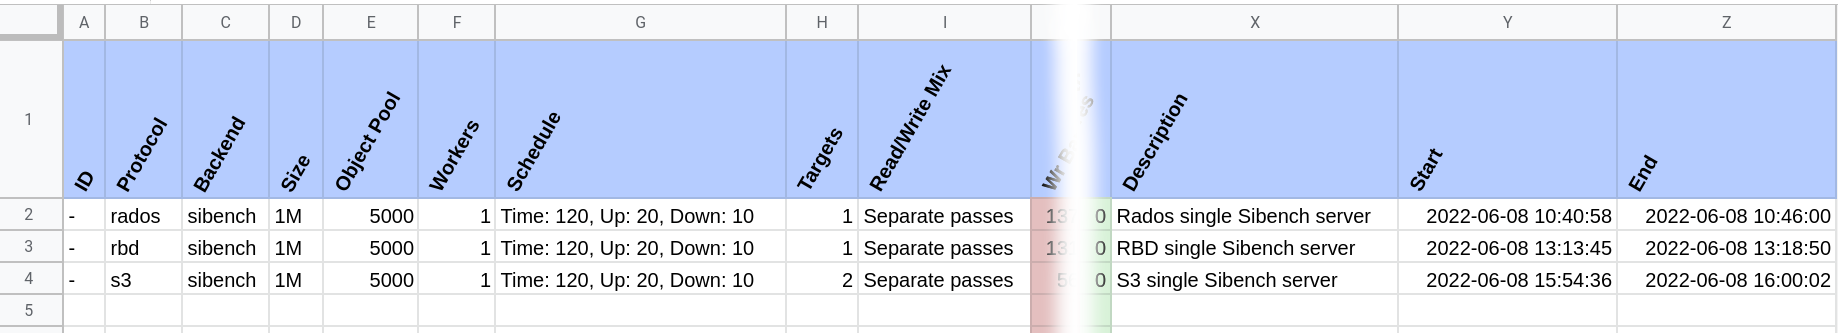 A B C D E F G H I X Y Z
1 ID Protocol Backend Size Object Pool Workers Schedule Targets Read/Write Mix Wr Description Start End
2 - rados sibench 1M 5000 1 Time: 120, Up: 20, Down: 10 1 Separate passes 0 Rados single Sibench server 2022-06-08 10:40:58 2022-06-08 10:46:00
3 - rbd sibench 1M 5000 1 Time: 120, Up: 20, Down: 10 1 Separate passes 0 RBD single Sibench server 2022-06-08 13:13:45 2022-06-08 13:18:50
4 - s3 sibench 1M 5000 1 Time: 120, Up: 20, Down: 10 2 Separate passes 0 S3 single Sibench server 2022-06-08 15:54:36 2022-06-08 16:00:02
5